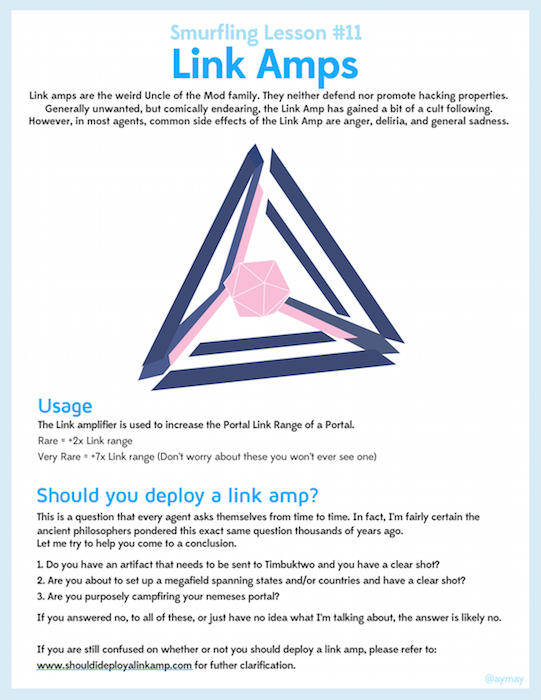 Smurfling Lesson #11
Link Amps
Link amps are the weird Uncle of the Mod family. They neither defend nor promote hacking properties.
Generally unwanted, but comically endearing, the Link Amp has gained a bit of a cult following.
However, in most agents, common side effects of the Link Amp are anger, deliria, and general sadness.
Usage
The Link amplifier is used to increase the Portal Link Range of a Portal.
Rare = +2x Link range
Very Rare = +7x Link range (Don't worry about these you won't ever see one)
Should you deploy a link amp?
This is a question that every agent asks themselves from time to time. In fact, I'm fairly certain the
ancient philosophers pondered this exact same question thousands of years ago.
Let me try to help you come to a conclusion.
1. Do you have an artifact that needs to be sent to Timbuktwo and you have a clear shot?
2. Are you about to set up a megafield spanning states and/or countries and have a clear shot?
3. Are you purposely campfiring your nemeses portal?
If you answered no, to all of these, or just have no idea what I'm talking about, the answer is likely no.
If you are still confused on whether or not you should deploy a link amp, please refer to:
www.shouldideployalinkamp.com for futher clarification.
@aymay